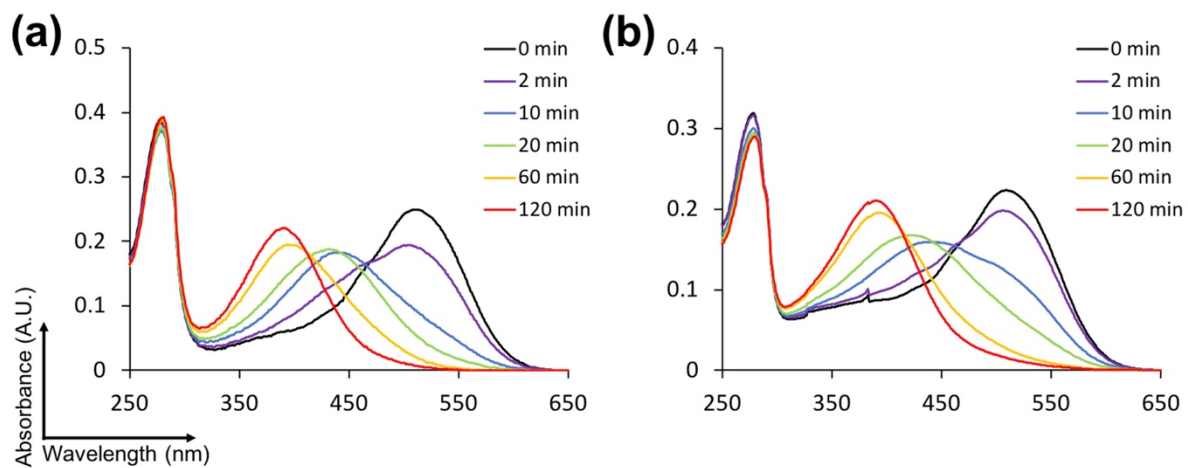 (a)
0.5
0.4
0.3
0.2
0.1
0
250 350 450 550 650
0 min
2 min
10 min
20 min
60 min
120 min
Absorbance (A.U.)
Wavelength (nm)
(b)
0.4
0.3
0.2
0.1
0
250 350 450 550 650
0 min
2 min
10 min
20 min
60 min
120 min